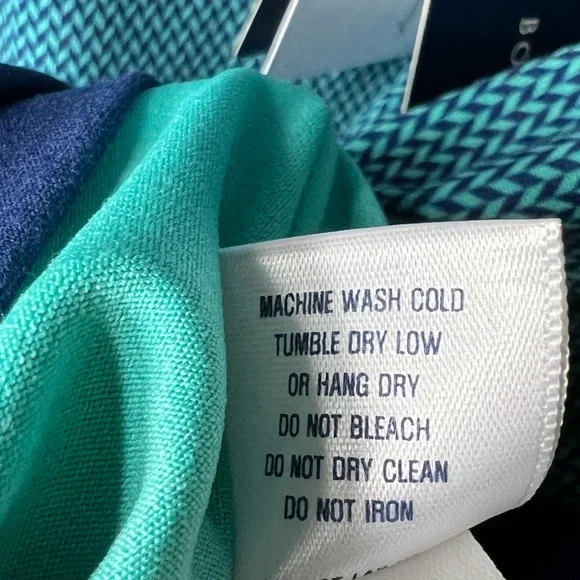 BO
MACHINE WASH COLD
TUMBLE DRY LOW
OR HANG DRY
DO NOT BLEACH
DO NOT DRY CLEAN
DO NOT IRON